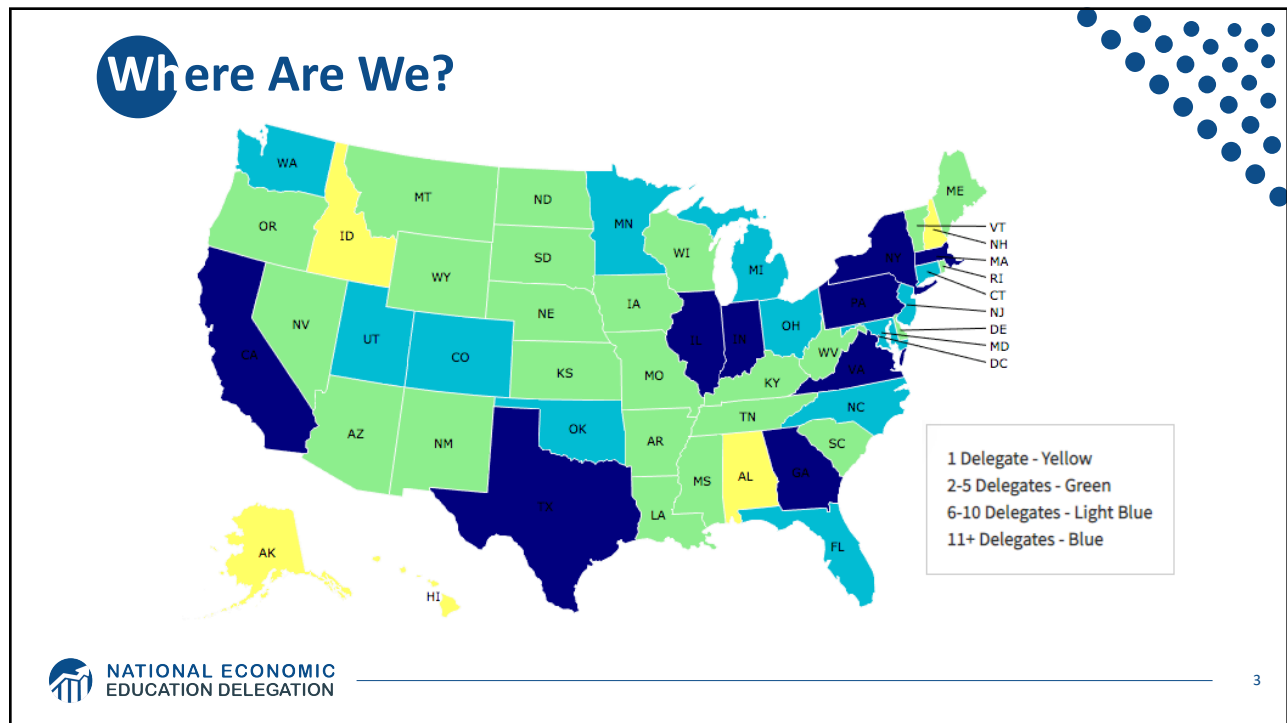 Where Are We?
WA
MT
ND
MN
ME
OR
ID
SD
WI
MI
NY
VT
NH
MA
RI
CT
NJ
DE
MD
DC
WY
IA
NE
PA
NV
UT
CO
IL
IN
OH
WV
VA
CA
KS
MO
KY
NC
TN
AZ
NM
OK
AR
SC
MS
AL
GA
TX
LA
FL
AK
HI
1 Delegate - Yellow
2-5 Delegates - Green
6-10 Delegates - Light Blue
11+ Delegates - Blue
NATIONAL ECONOMIC
EDUCATION DELEGATION
3